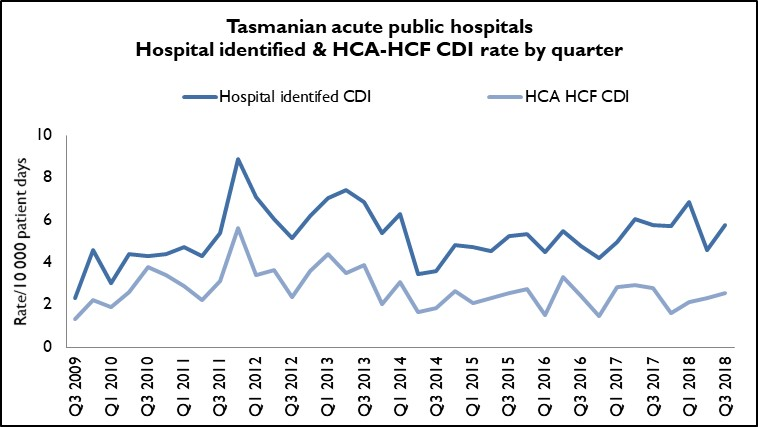 Tasmanian acute public hospitals
Hospital identified & HCA-HCF CDI rate by quarter
Hospital identifed CDI
HCA HCF CDI
Rate/10 000 patient days
10
8
6
4
2
0
Q3 2009
Q1 2010
Q3 2010
Q1 2011
Q3 2011
Q1 2012
Q3 2012
Q1 2013
Q3 2013
Q1 2014
Q3 2014
Q1 2015
Q3 2015
Q1 2016
Q3 2016
Q1 2017
Q3 2017
Q1 2018
Q3 2018